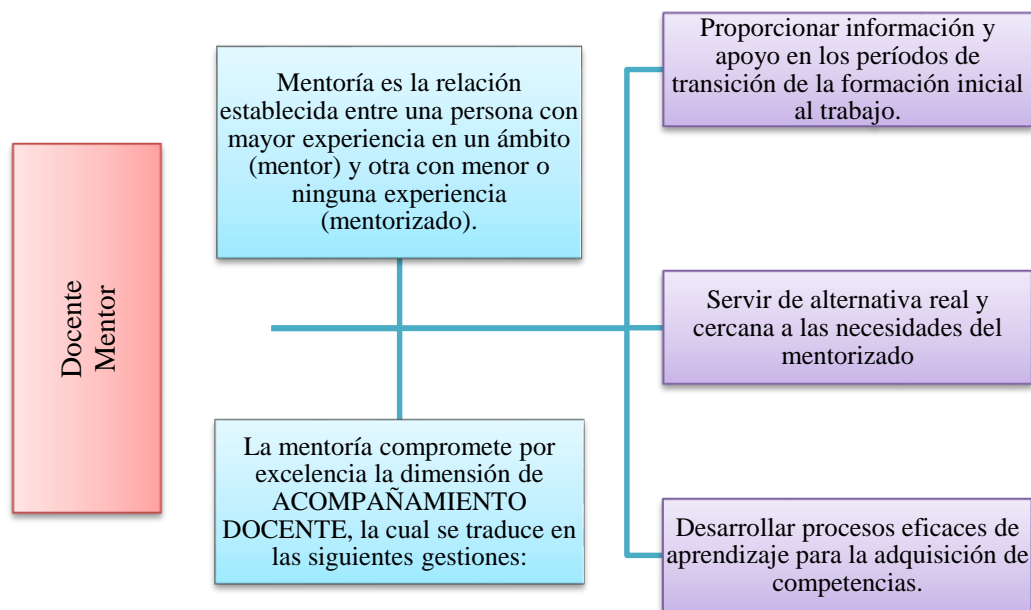 Docente
Mentor
Mentoría es la relación
establecida entre una persona con
mayor experiencia en un ámbito
(mentor) y otra con menor o
ninguna experiencia
(mentorizado).
La mentoría compromete por
excelencia la dimensión de
ACOMPAÑAMIENTO
DOCENTE, la cual se traduce en
las siguientes gestiones:
Proporcionar información y
apoyo en los períodos de
transición de la formación inicial
al trabajo.
Servir de alternativa real y
cercana a las necesidades del
mentorizado
Desarrollar procesos eficaces de
aprendizaje para la adquisición de
competencias.